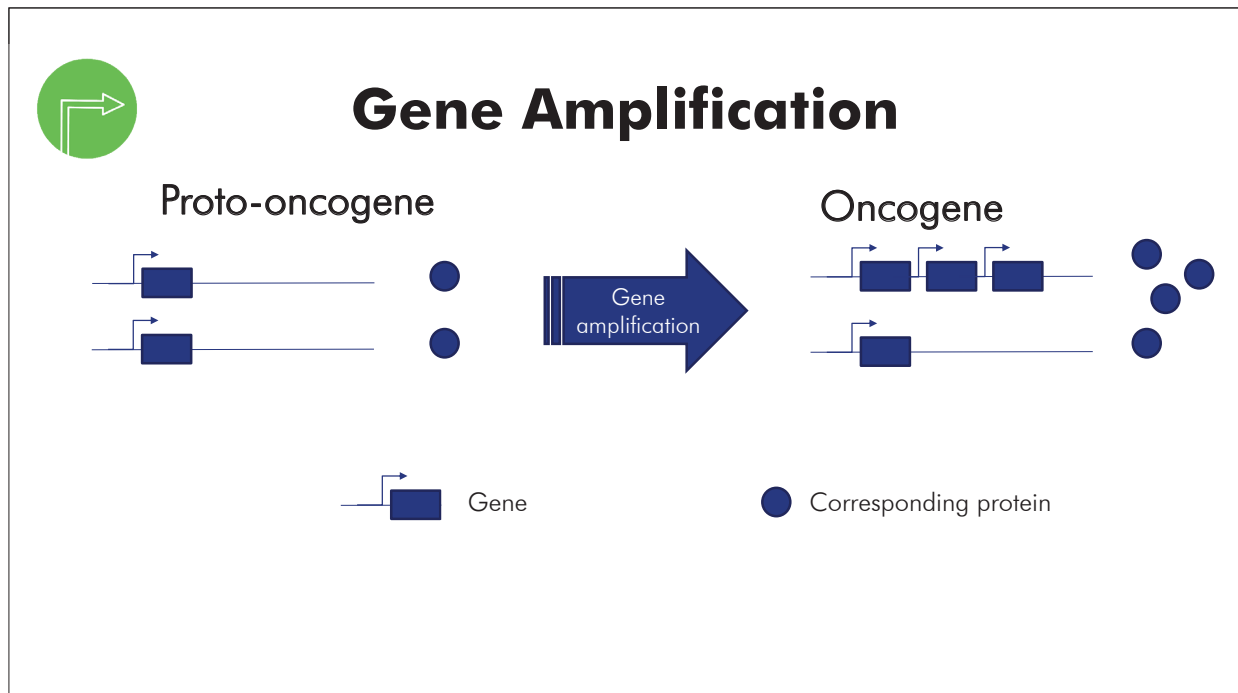 Gene Amplification
Proto-oncogene
Oncogene
Gene
amplification
Gene
Corresponding protein